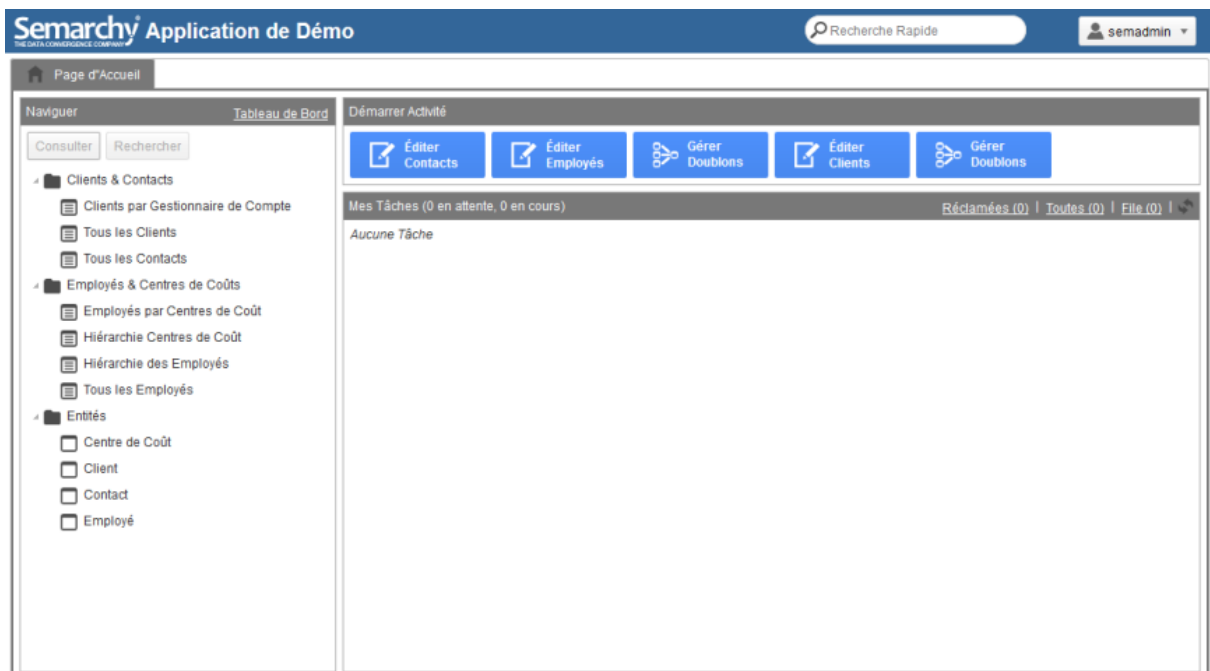 Semarchy Application de Démo
THE DATA CONVERGENCE COMPANY
Recherche Rapide
semadmin
Page d'Accueil
Naviguer
Tableau de Bord
Consulter
Rechercher
Clients & Contacts
Clients par Gestionnaire de Compte
Tous les Clients
Tous les Contacts
Employés & Centres de Coûts
Employés par Centres de Coût
Hiérarchie Centres de Coût
Hiérarchie des Employés
Tous les Employés
Entités
Centre de Coût
Client
Contact
Employé
Démarrer Activité
Éditer
Contacts
Éditer
Employés
Gérer
Doublons
Éditer
Clients
Gérer
Doublons
Mes Tâches (0 en attente, 0 en cours)
Réclamées (0) | Toutes (0) | File (0) |
Aucune Tâche